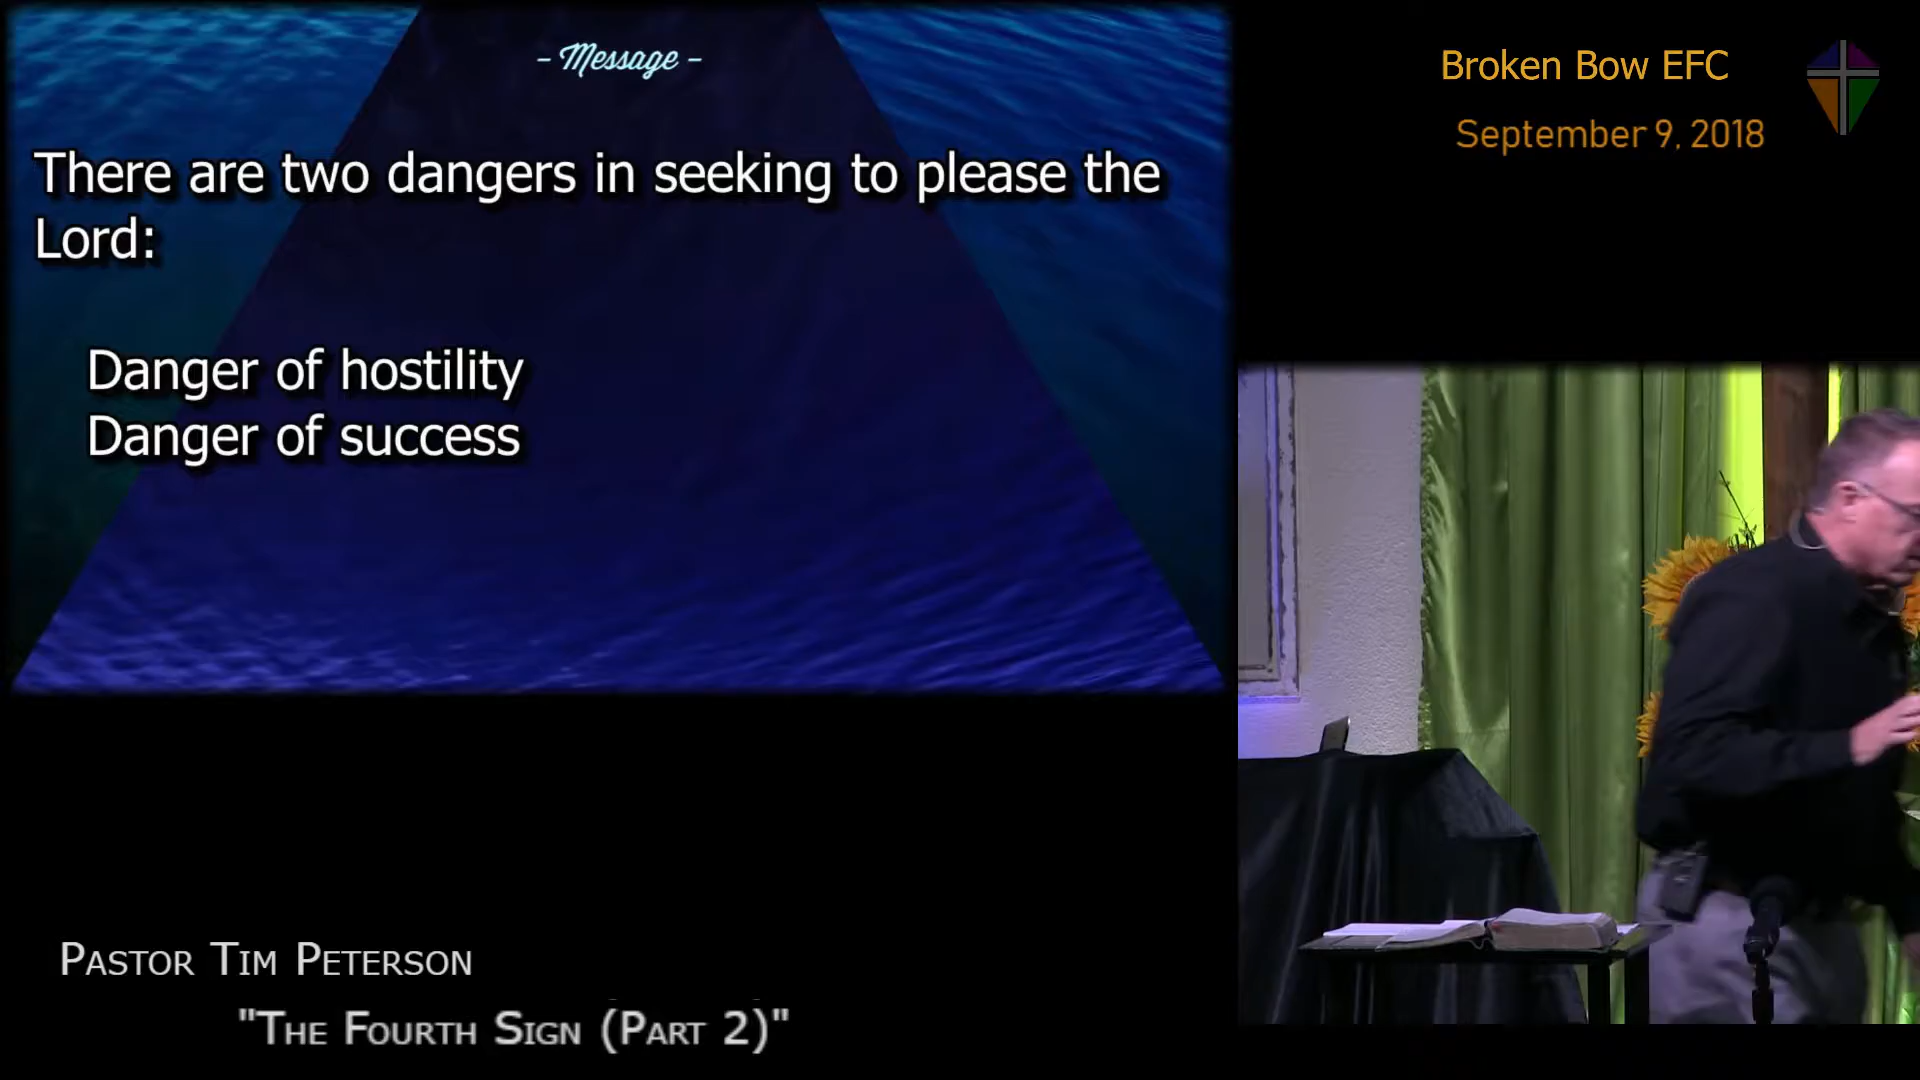 - Message -
There are two dangers in seeking to please the
Lord:
Danger of hostility
Danger of success
Broken Bow EFC
September 9, 2018
Pastor Tim Peterson
"The Fourth Sign (Part 2)"